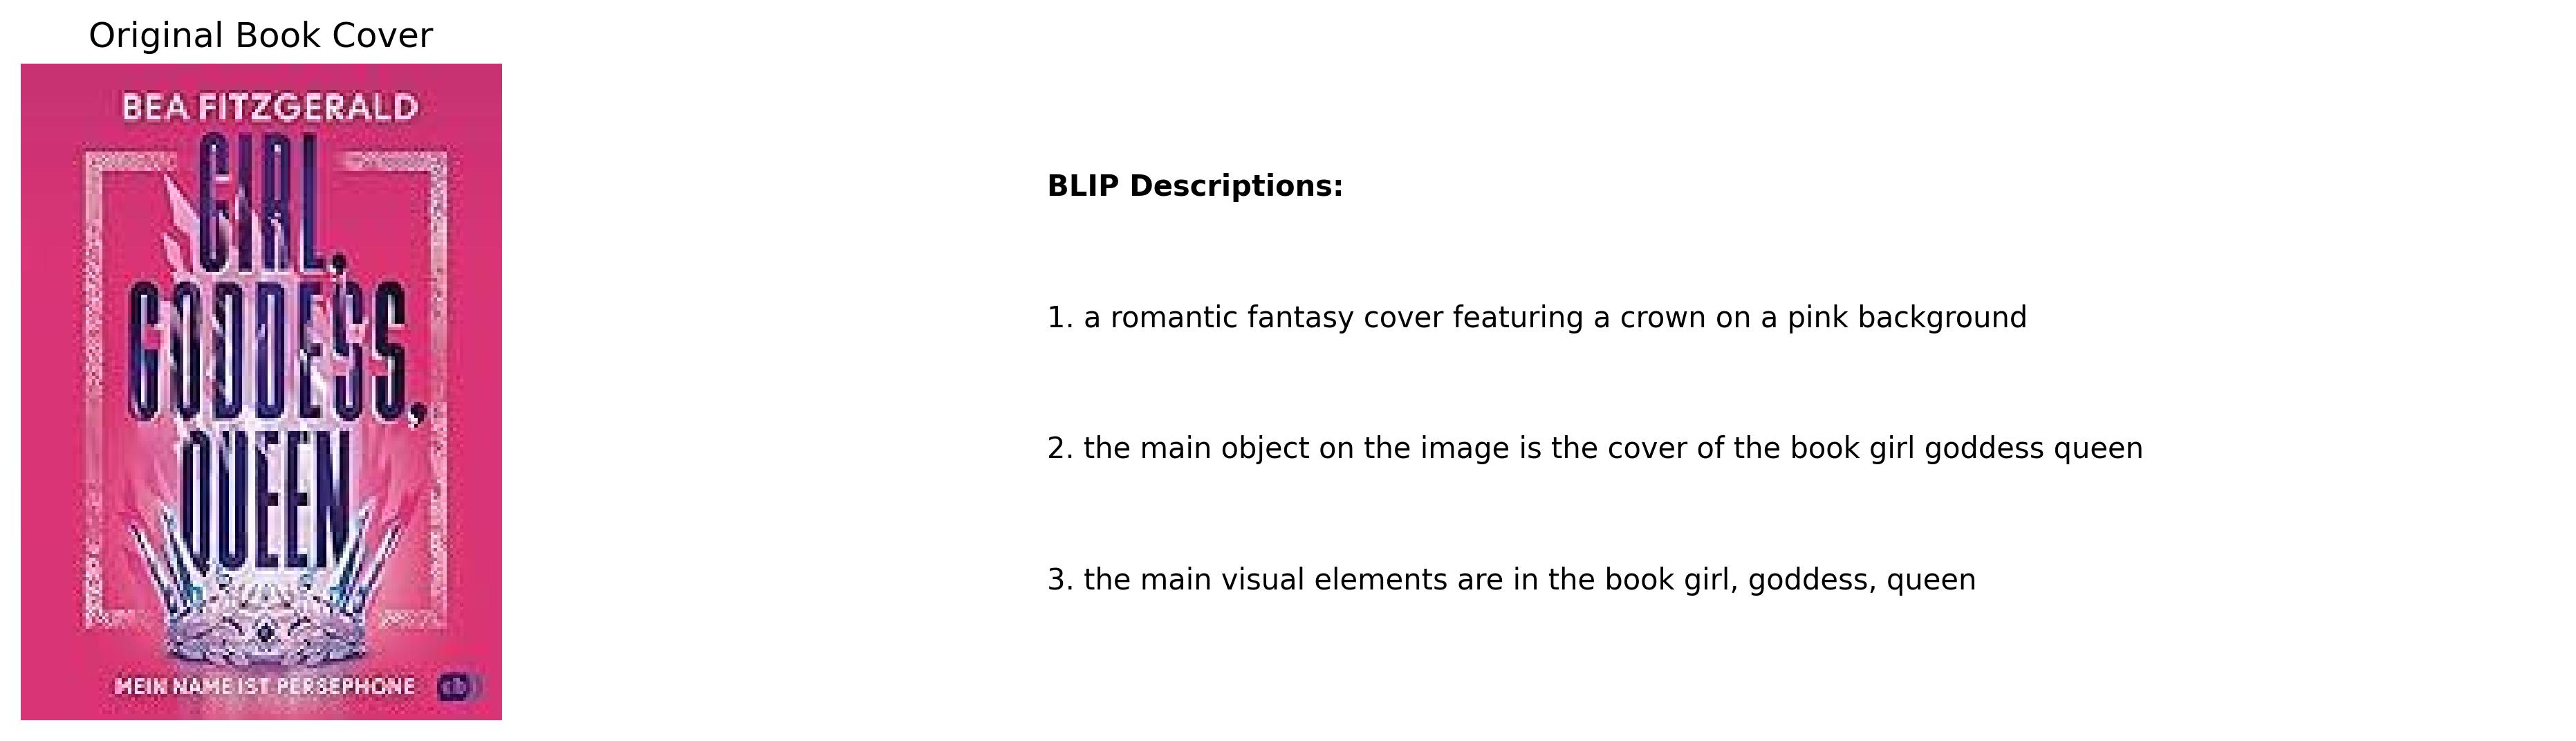 Original Book Cover
BEA FITZGERALD
GIRL,
GODDESS,
QUEEN
MEIN NAME IST PERSEPHONE
cbj
BLIP Descriptions:
1. a romantic fantasy cover featuring a crown on a pink background
2. the main object on the image is the cover of the book girl goddess queen
3. the main visual elements are in the book girl, goddess, queen